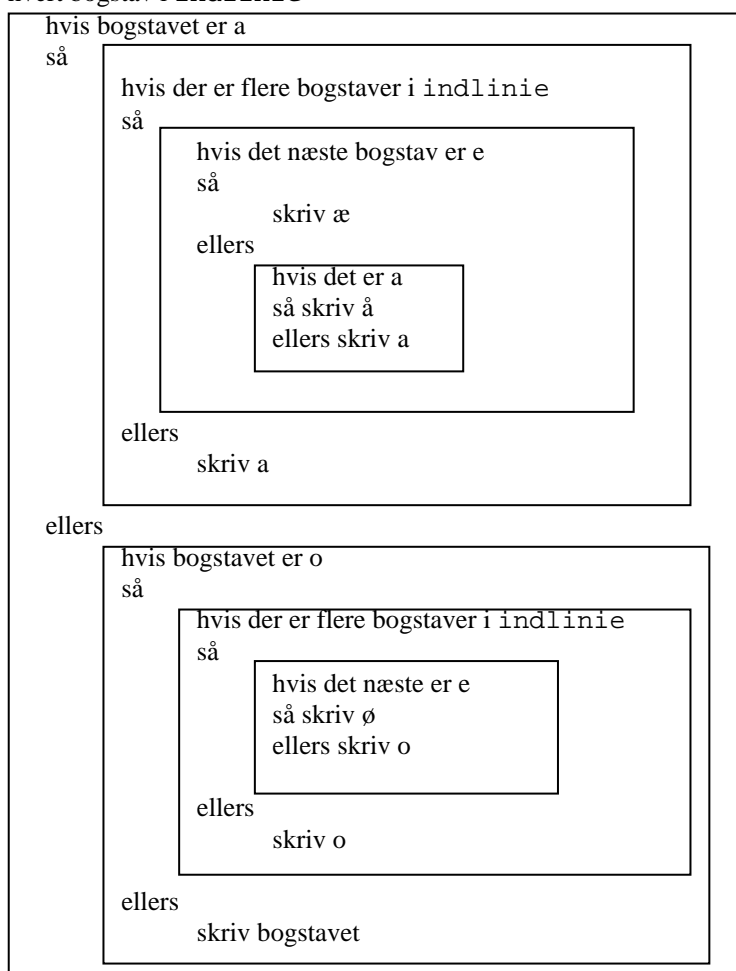 hvis bogstavet er a
så
hvis der er flere bogstaver i indlinie
så
hvis det næste bogstav er e
så
skriv æ
ellers
hvis det er a
så skriv å
ellers skriv a
ellers
skriv a
ellers
hvis bogstavet er o
så
hvis der er flere bogstaver i indlinie
så
hvis det næste er e
så skriv ø
ellers skriv o
ellers
skriv o
ellers
skriv bogstavet